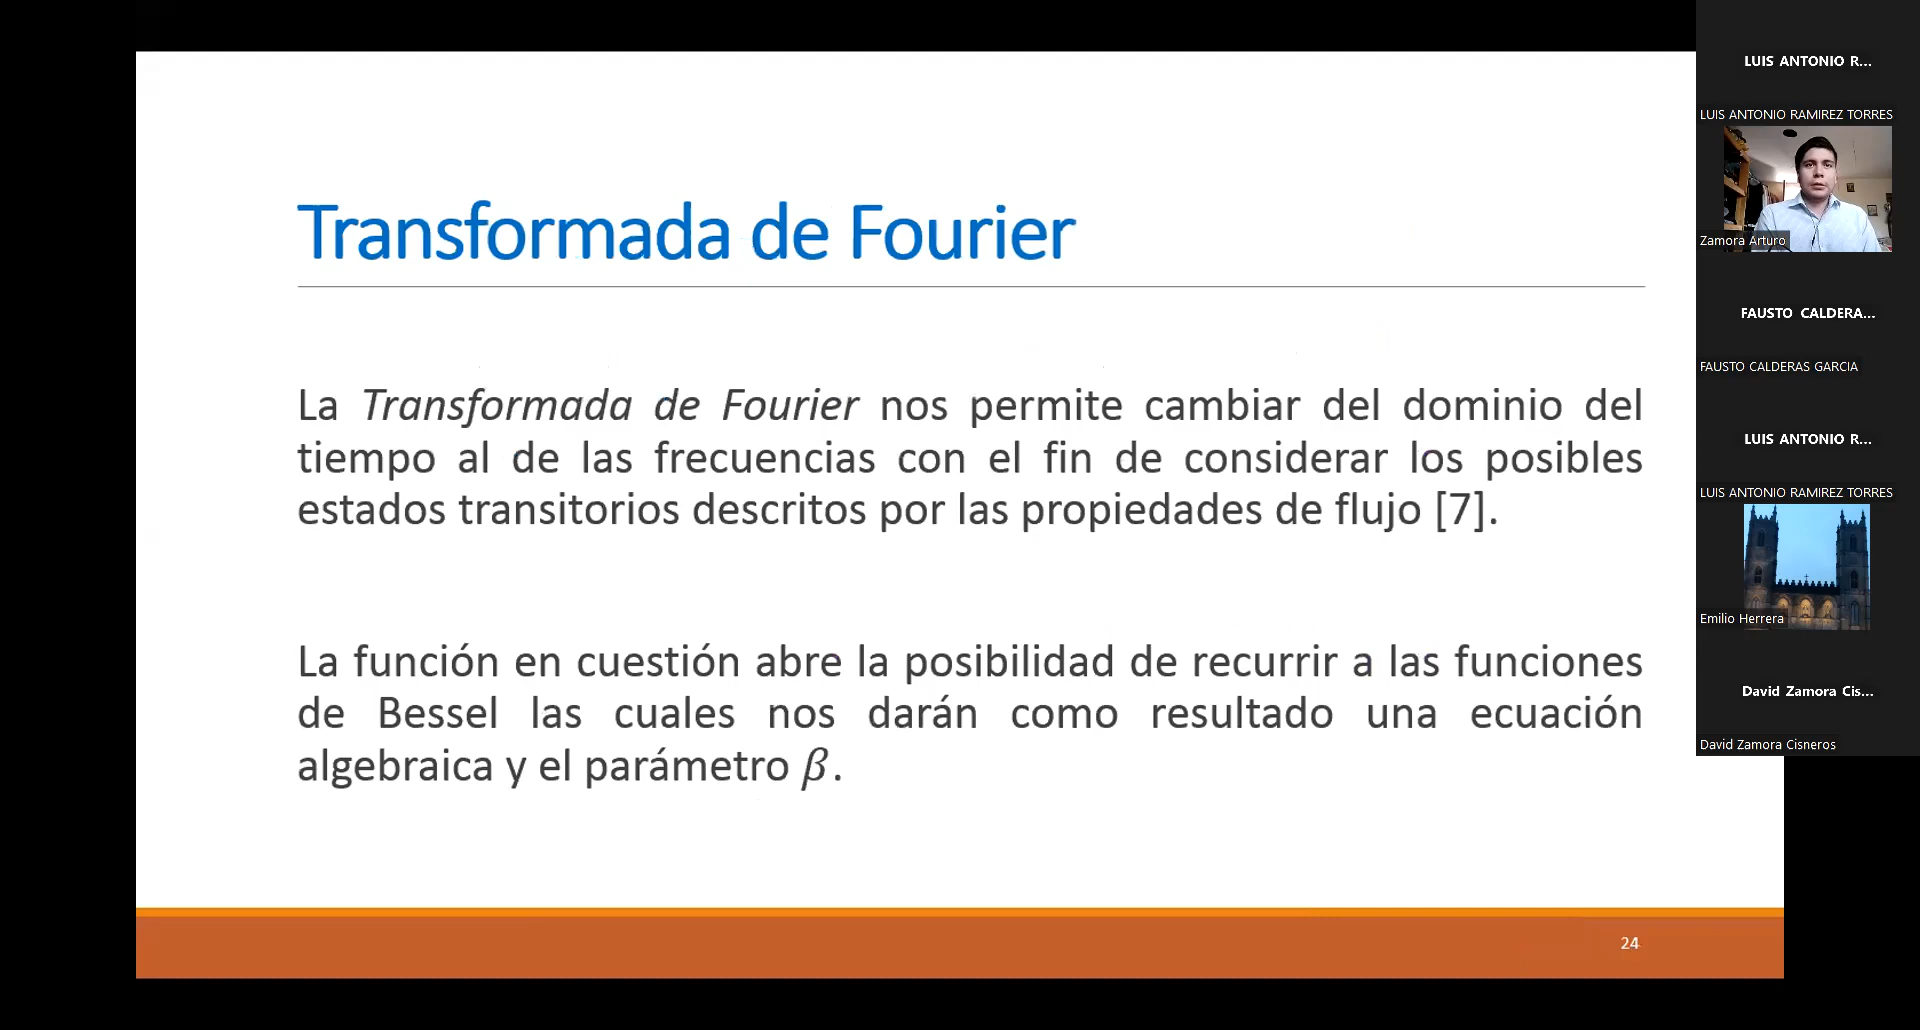 Transformada de Fourier
La Transformada de Fourier nos permite cambiar del dominio del
tiempo al de las frecuencias con el fin de considerar los posibles
estados transitorios descritos por las propiedades de flujo [7].
La función en cuestión abre la posibilidad de recurrir a las funciones
de Bessel las cuales nos darán como resultado una ecuación
algebraica y el parámetro β.
24
LUIS ANTONIO R...
LUIS ANTONIO RAMIREZ TORRES
Zamora Arturo
FAUSTO CALDERA...
FAUSTO CALDERAS GARCIA
LUIS ANTONIO R...
LUIS ANTONIO RAMIREZ TORRES
Emilio Herrera
David Zamora Cis...
David Zamora Cisneros